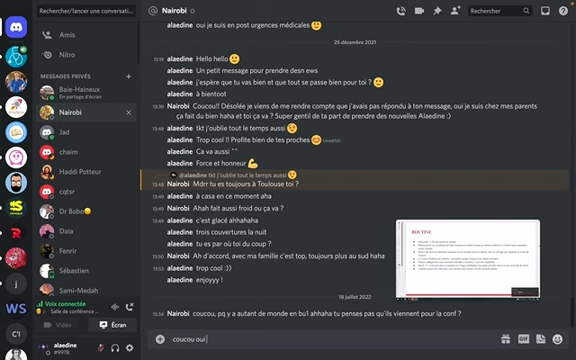 Rechercher/lancer une conversation
Nairobi
Rechercher
Amis
Nitro
MESSAGES PRIVÉS
Baie-Haineux
En partage d'écran
Nairobi
Jad
chaim
Haddi Potteur
cqtsr
Dr Bobo
Daia
Fenrir
Sébastien
Sami-Medah
Voix connectée
Salle de conférence
Vidéo
Écran
alaedine
#9978
alaedine oui je suis en post urgences médicales
25 décembre 2021
13:19 alaedine Hello hello
alaedine Un petit message pour prendre desn ews
alaedine j'espère que tu vas bien et que tout se passe bien pour toi ?
alaedine à bientoot
13:39 Nairobi Coucou!! Désolée je viens de me rendre compte que j'avais pas répondu à ton message, oui je suis chez mes parents
ça fait du bien haha et toi ça va ? Super gentil de ta part de prendre des nouvelles Alaedine :)
13:48 alaedine tkt j'oublie tout le temps aussi
alaedine Trop cool !! Profite bien de tes proches (modifié)
alaedine Ca va aussi ^^
alaedine Force et honneur
@alaedine tkt j'oublie tout le temps aussi
13:48 Nairobi Mdrr tu es toujours à Toulouse toi ?
alaedine à casa en ce moment aha
13:49 Nairobi Ahah fait aussi froid ou ça va ?
13:49 alaedine c'est glacé ahhahaha
alaedine trois couvertures la nuit
alaedine tu es par où toi du coup ?
13:50 Nairobi Ah d'accord, avec ma famille c'est top, toujours plus au sud haha
13:53 alaedine trop cool :))
alaedine enjoyyy !
ROUTINE
18 juillet 2022
15:34 Nairobi coucou, pq y a autant de monde en bu1 ahhaha tu penses pas qu'ils viennent pour la conf ?
coucou oui
GIF
j
WS
C'I